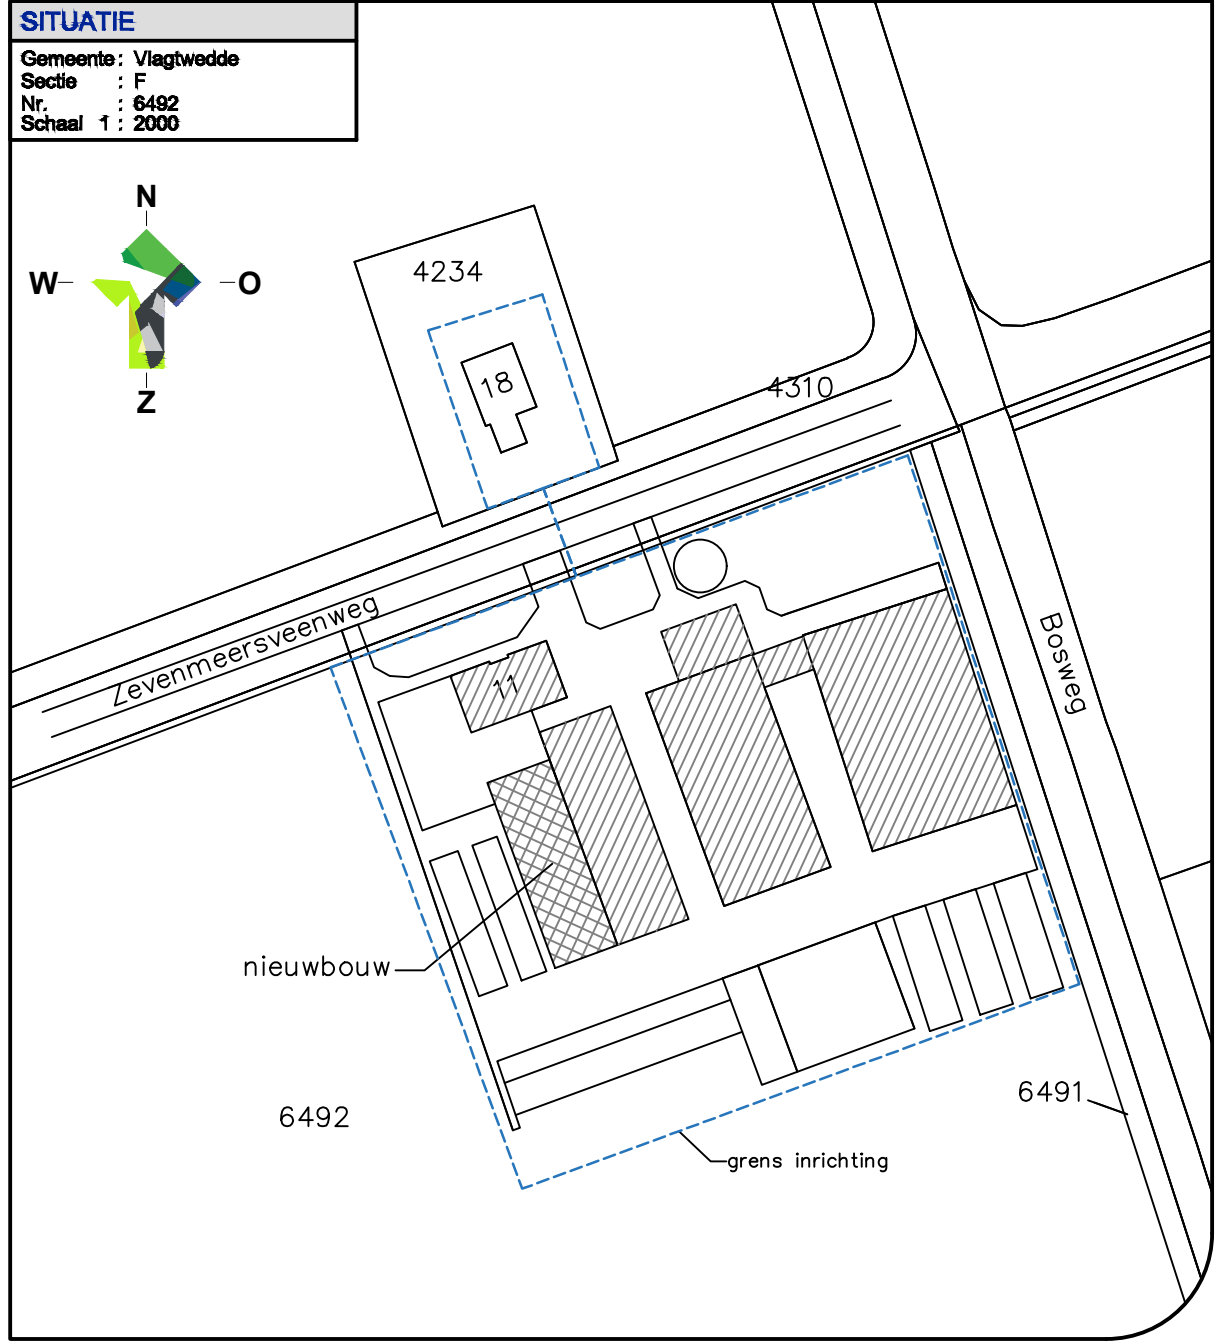 SITUATIE
Gemeente : Vlagtwedde
Sectie : F
Nr. : 6492
Schaal 1 : 2000
N
W
O
Z
4234
18
4310
Zevenmeersveenweg
11
Bosweg
nieuwbouw
6492
6491
grens inrichting